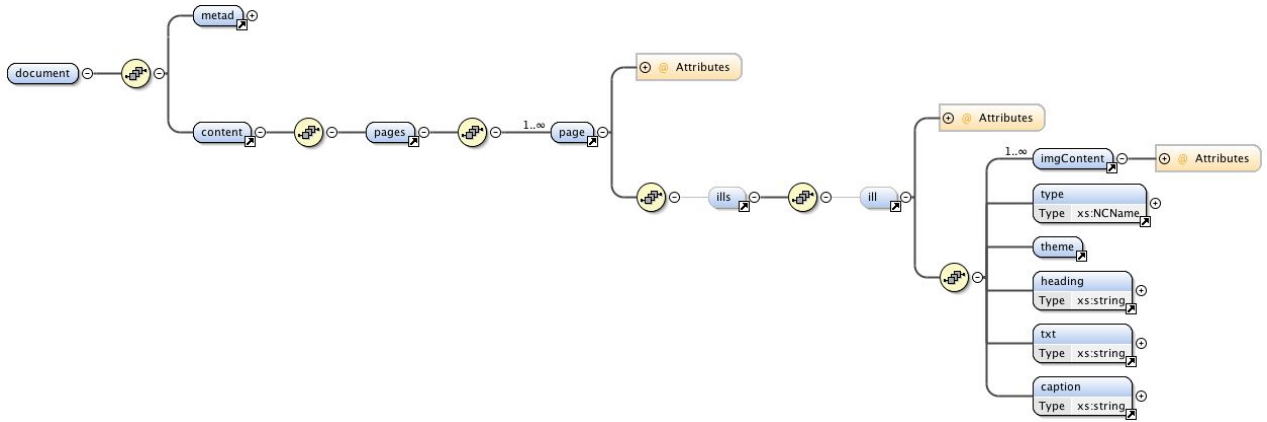 metad
document
@ Attributes
content
pages
1..∞
page
@ Attributes
1..∞
imgContent
@ Attributes
ills
ill
type
Type xs:NCName
theme
heading
Type xs:string
txt
Type xs:string
caption
Type xs:string